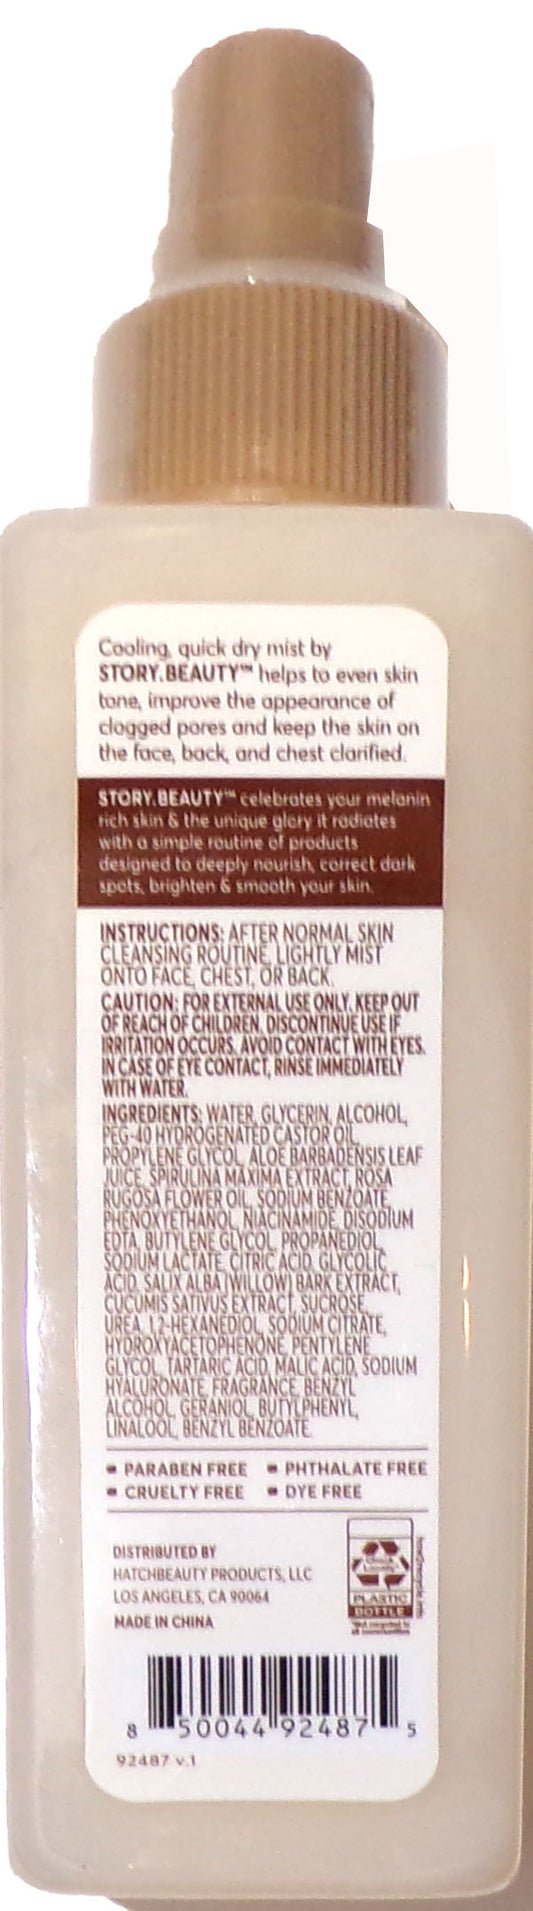 Cooling, quick dry mist by
STORY.BEAUTY™ helps to even skin
tone, improve the appearance of
clogged pores and keep the skin on
the face, back, and chest clarified.
STORY.BEAUTY™ celebrates your melanin
rich skin & the unique glory it radiates
with a simple routine of products
designed to deeply nourish, correct dark
spots, brighten & smooth your skin.
INSTRUCTIONS: AFTER NORMAL SKIN
CLEANSING ROUTINE, LIGHTLY MIST
ONTO FACE, CHEST, OR BACK.
CAUTION: FOR EXTERNAL USE ONLY. KEEP OUT
OF REACH OF CHILDREN. DISCONTINUE USE IF
IRRITATION OCCURS. AVOID CONTACT WITH EYES.
IN CASE OF EYE CONTACT, RINSE IMMEDIATELY
WITH WATER.
INGREDIENTS: WATER, GLYCERIN, ALCOHOL,
PEG-40 HYDROGENATED CASTOR OIL,
PROPYLENE GLYCOL, ALOE BARBADENSIS LEAF
JUICE, SPIRULINA MAXIMA EXTRACT, ROSA
RUGOSA FLOWER OIL, SODIUM BENZOATE,
PHENOXYETHANOL, NIACINAMIDE, DISODIUM
EDTA, BUTYLENE GLYCOL, PROPANEDIOL,
SODIUM LACTATE, CITRIC ACID, GLYCOLIC
ACID, SALIX ALBA (WILLOW) BARK EXTRACT,
CUCUMIS SATIVUS EXTRACT, SUCROSE,
UREA, 1,2-HEXANEDIOL, SODIUM CITRATE,
HYDROXYACETOPHENONE, PENTYLENE
GLYCOL, TARTARIC ACID, MALIC ACID, SODIUM
HYALURONATE, FRAGRANCE, BENZYL
ALCOHOL, GERANIOL, BUTYLPHENYL,
LINALOOL, BENZYL BENZOATE.
PARABEN FREE PHTHALATE FREE
CRUELTY FREE DYE FREE
DISTRIBUTED BY
HATCHBEAUTY PRODUCTS, LLC
LOS ANGELES, CA 90064
MADE IN CHINA
PLASTIC
BOTTLE
how2recycle.info
8 50044 92487 5
92487 v.1